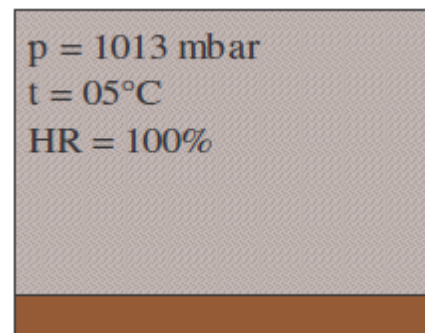 p = 1013 mbar
t = 05°C
HR = 100%